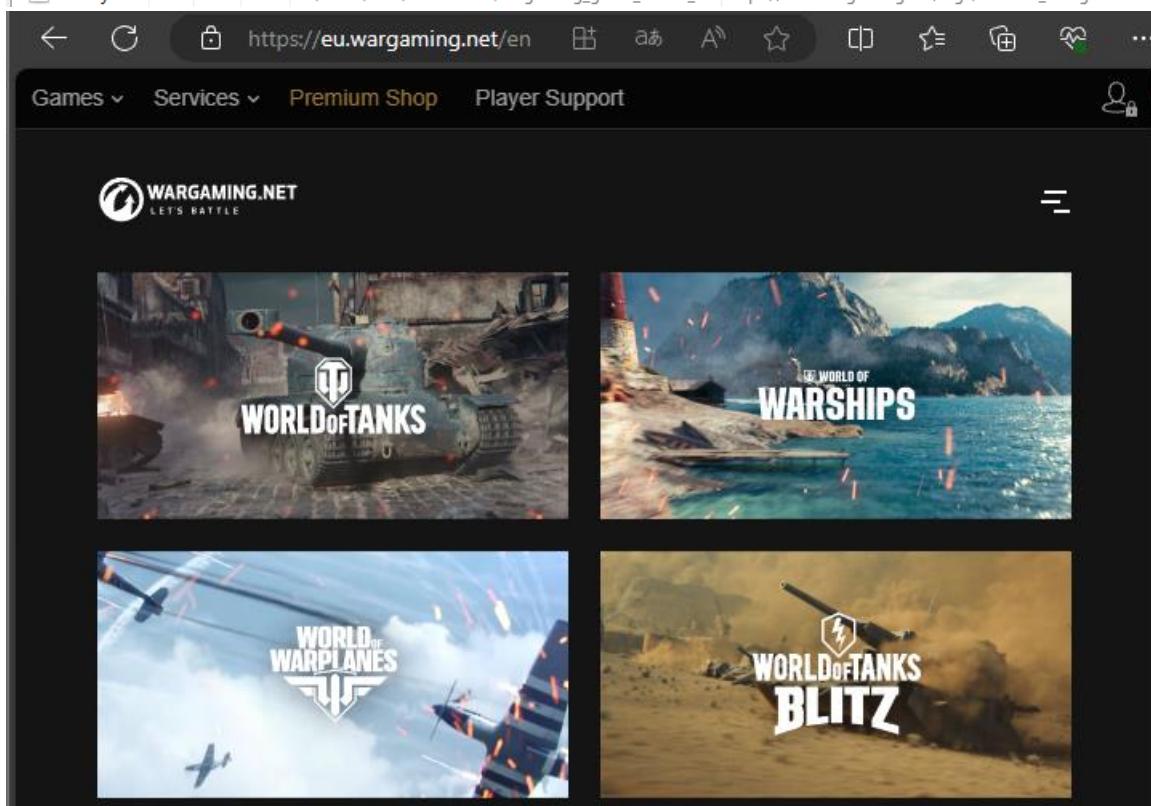 https://eu.wargaming.net/en
Games Services Premium Shop Player Support
WARGAMING.NET
LET'S BATTLE
WORLD OF TANKS
WORLD OF
WARSHIPS
WORLD OF
WARPLANES
WORLD OF TANKS
BLITZ